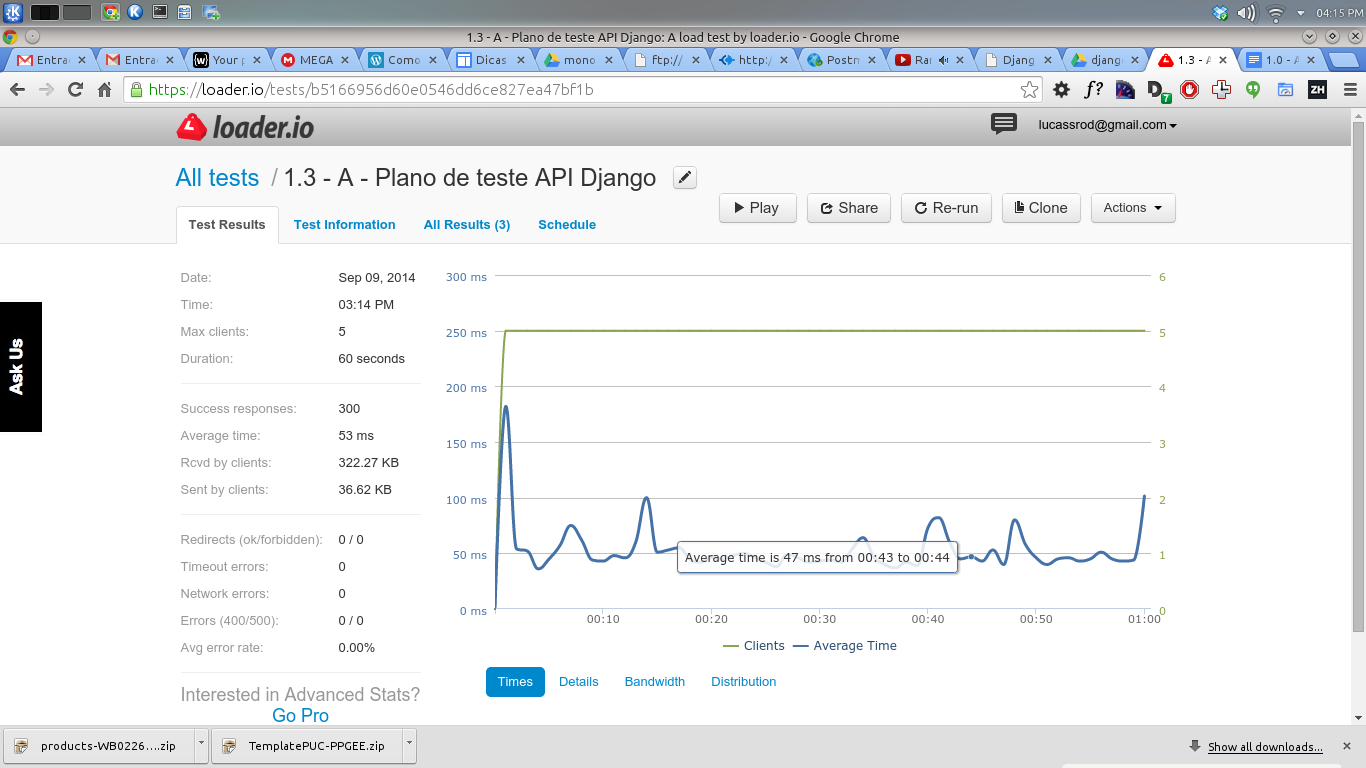 04:15 PM
1.3 - A - Plano de teste API Django: A load test by loader.io - Google Chrome
Entra Entra Your p MEGA Como Dicas mono ftp:// http:/ Postm Ra Djang djang 1.3 - A 1.0 - A
https://loader.io/tests/b5166956d60e0546dd6ce827ea47bf1b
f? D 7 ZH
loader.io
lucassrod@gmail.com
All tests / 1.3 - A - Plano de teste API Django
Play Share Re-run Clone Actions
Test Results Test Information All Results (3) Schedule
Date: Sep 09, 2014
Time: 03:14 PM
Max clients: 5
Duration: 60 seconds
Success responses: 300
Average time: 53 ms
Rcvd by clients: 322.27 KB
Sent by clients: 36.62 KB
Redirects (ok/forbidden): 0 / 0
Timeout errors: 0
Network errors: 0
Errors (400/500): 0 / 0
Avg error rate: 0.00%
Interested in Advanced Stats?
Go Pro
Ask Us
300 ms 6
250 ms 5
200 ms 4
150 ms 3
100 ms 2
50 ms 1
0 ms 0
Average time is 47 ms from 00:43 to 00:44
00:10 00:20 00:30 00:40 00:50 01:00
Clients Average Time
Times Details Bandwidth Distribution
products-WB0226....zip TemplatePUC-PPGEE.zip Show all downloads...